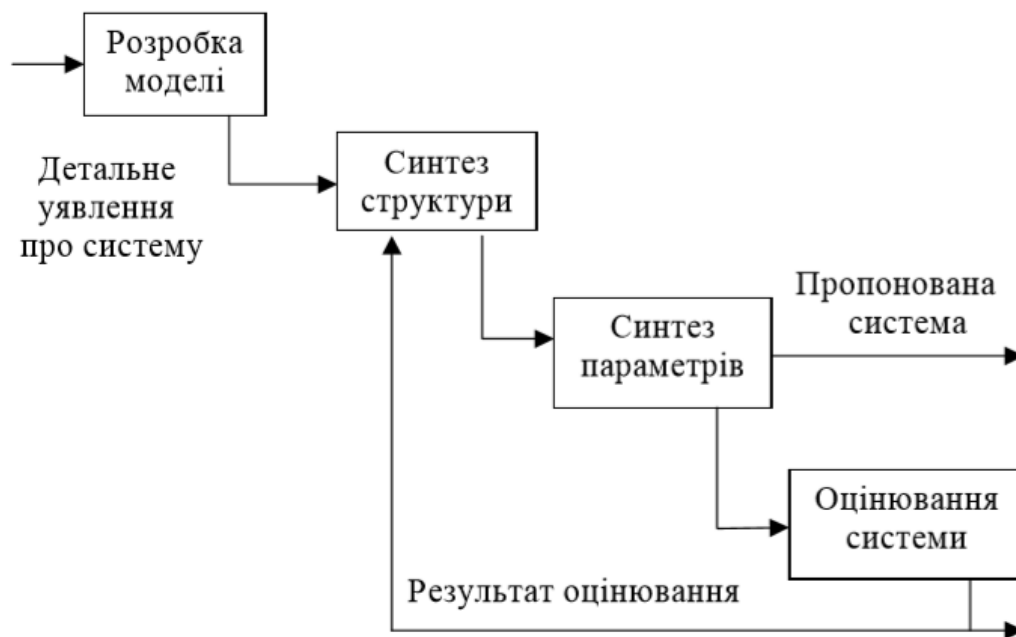 Розробка
моделі
Детальне
уявлення
про систему
Синтез
структури
Синтез
параметрів
Пропонована
система
Оцінювання
системи
Результат оцінювання